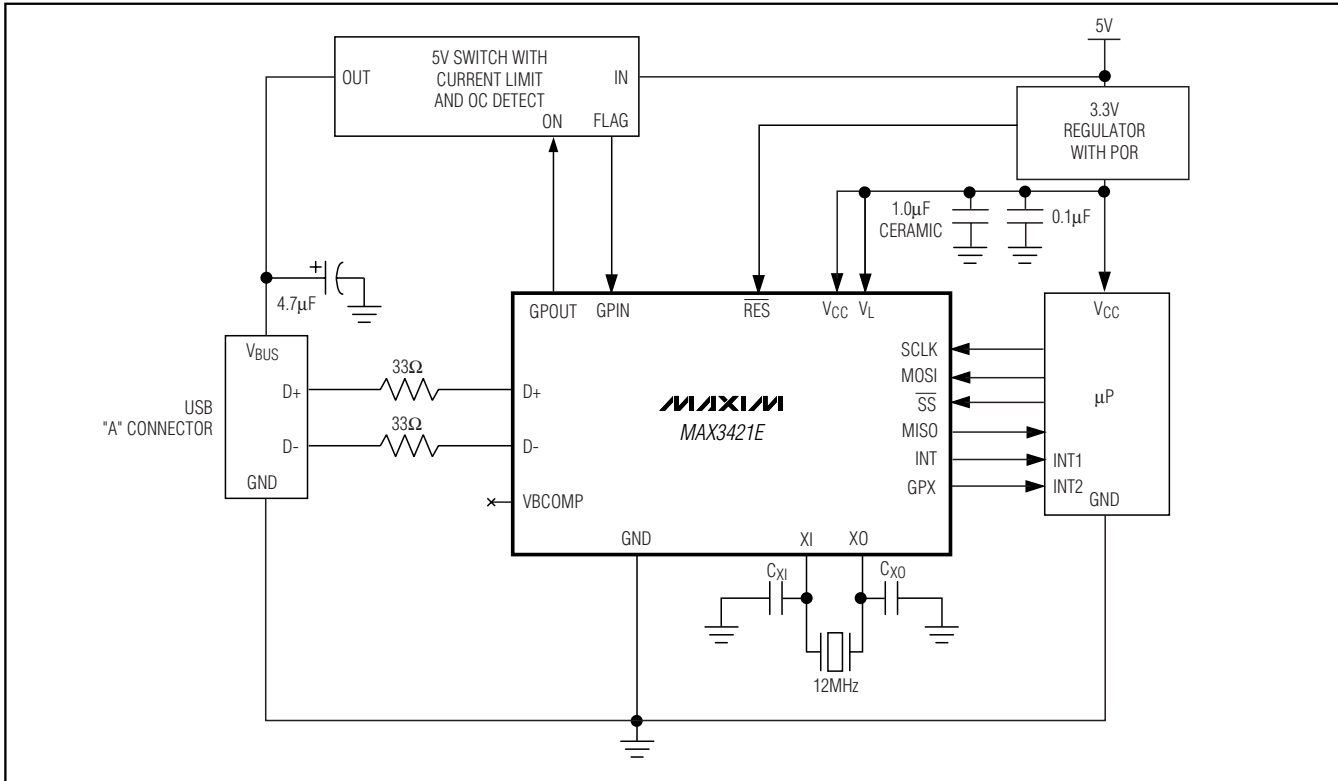 5V
5V SWITCH WITH
CURRENT LIMIT
AND OC DETECT
OUT
IN
ON
FLAG
3.3V
REGULATOR
WITH POR
1.0µF
CERAMIC
0.1µF
4.7µF
+
GPOUT
GPIN
RES
VCC
VL
VCC
VBUS
D+
D-
GND
USB
"A" CONNECTOR
33Ω
33Ω
D+
D-
VBCOMP
MAXIM
MAX3421E
SCLK
MOSI
SS
MISO
INT
GPX
µP
INT1
INT2
GND
GND
XI
XO
CXI
CXO
12MHz